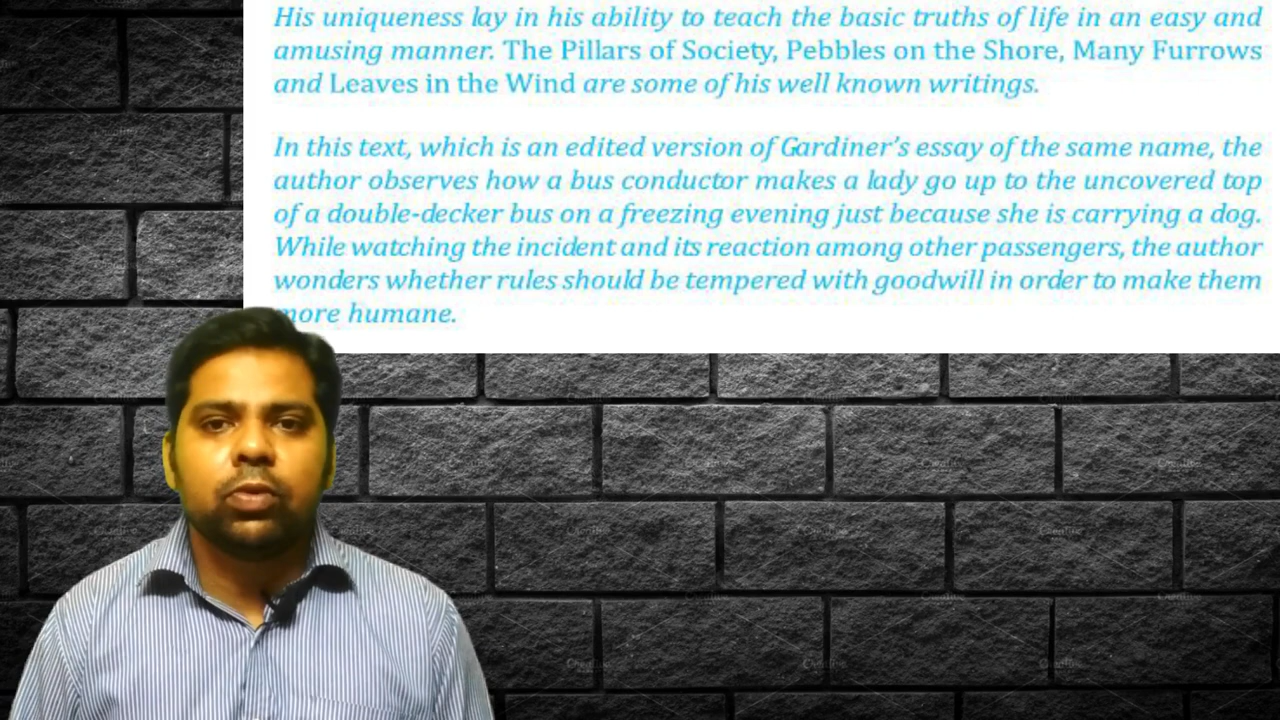 His uniqueness lay in his ability to teach the basic truths of life in an easy and
amusing manner. The Pillars of Society, Pebbles on the Shore, Many Furrows
and Leaves in the Wind are some of his well known writings.
In this text, which is an edited version of Gardiner's essay of the same name, the
author observes how a bus conductor makes a lady go up to the uncovered top
of a double-decker bus on a freezing evening just because she is carrying a dog.
While watching the incident and its reaction among other passengers, the author
wonders whether rules should be tempered with goodwill in order to make them
more humane.